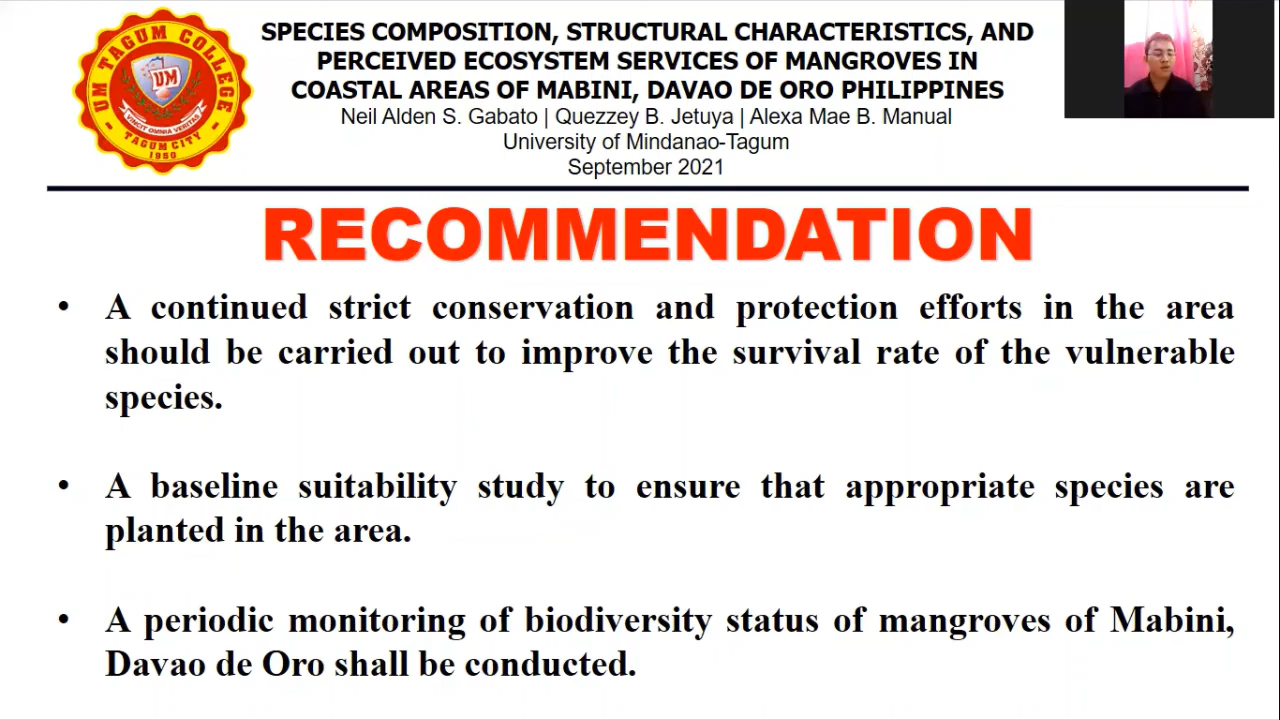 SPECIES COMPOSITION, STRUCTURAL CHARACTERISTICS, AND
PERCEIVED ECOSYSTEM SERVICES OF MANGROVES IN
COASTAL AREAS OF MABINI, DAVAO DE ORO PHILIPPINES
Neil Alden S. Gabato | Quezzey B. Jetuya | Alexa Mae B. Manual
University of Mindanao-Tagum
September 2021
UM TAGUM COLLEGE
UM
VINCIT OMNIA VERITAS
TAGUM CITY
1950
RECOMMENDATION
• A continued strict conservation and protection efforts in the area
should be carried out to improve the survival rate of the vulnerable
species.
• A baseline suitability study to ensure that appropriate species are
planted in the area.
• A periodic monitoring of biodiversity status of mangroves of Mabini,
Davao de Oro shall be conducted.